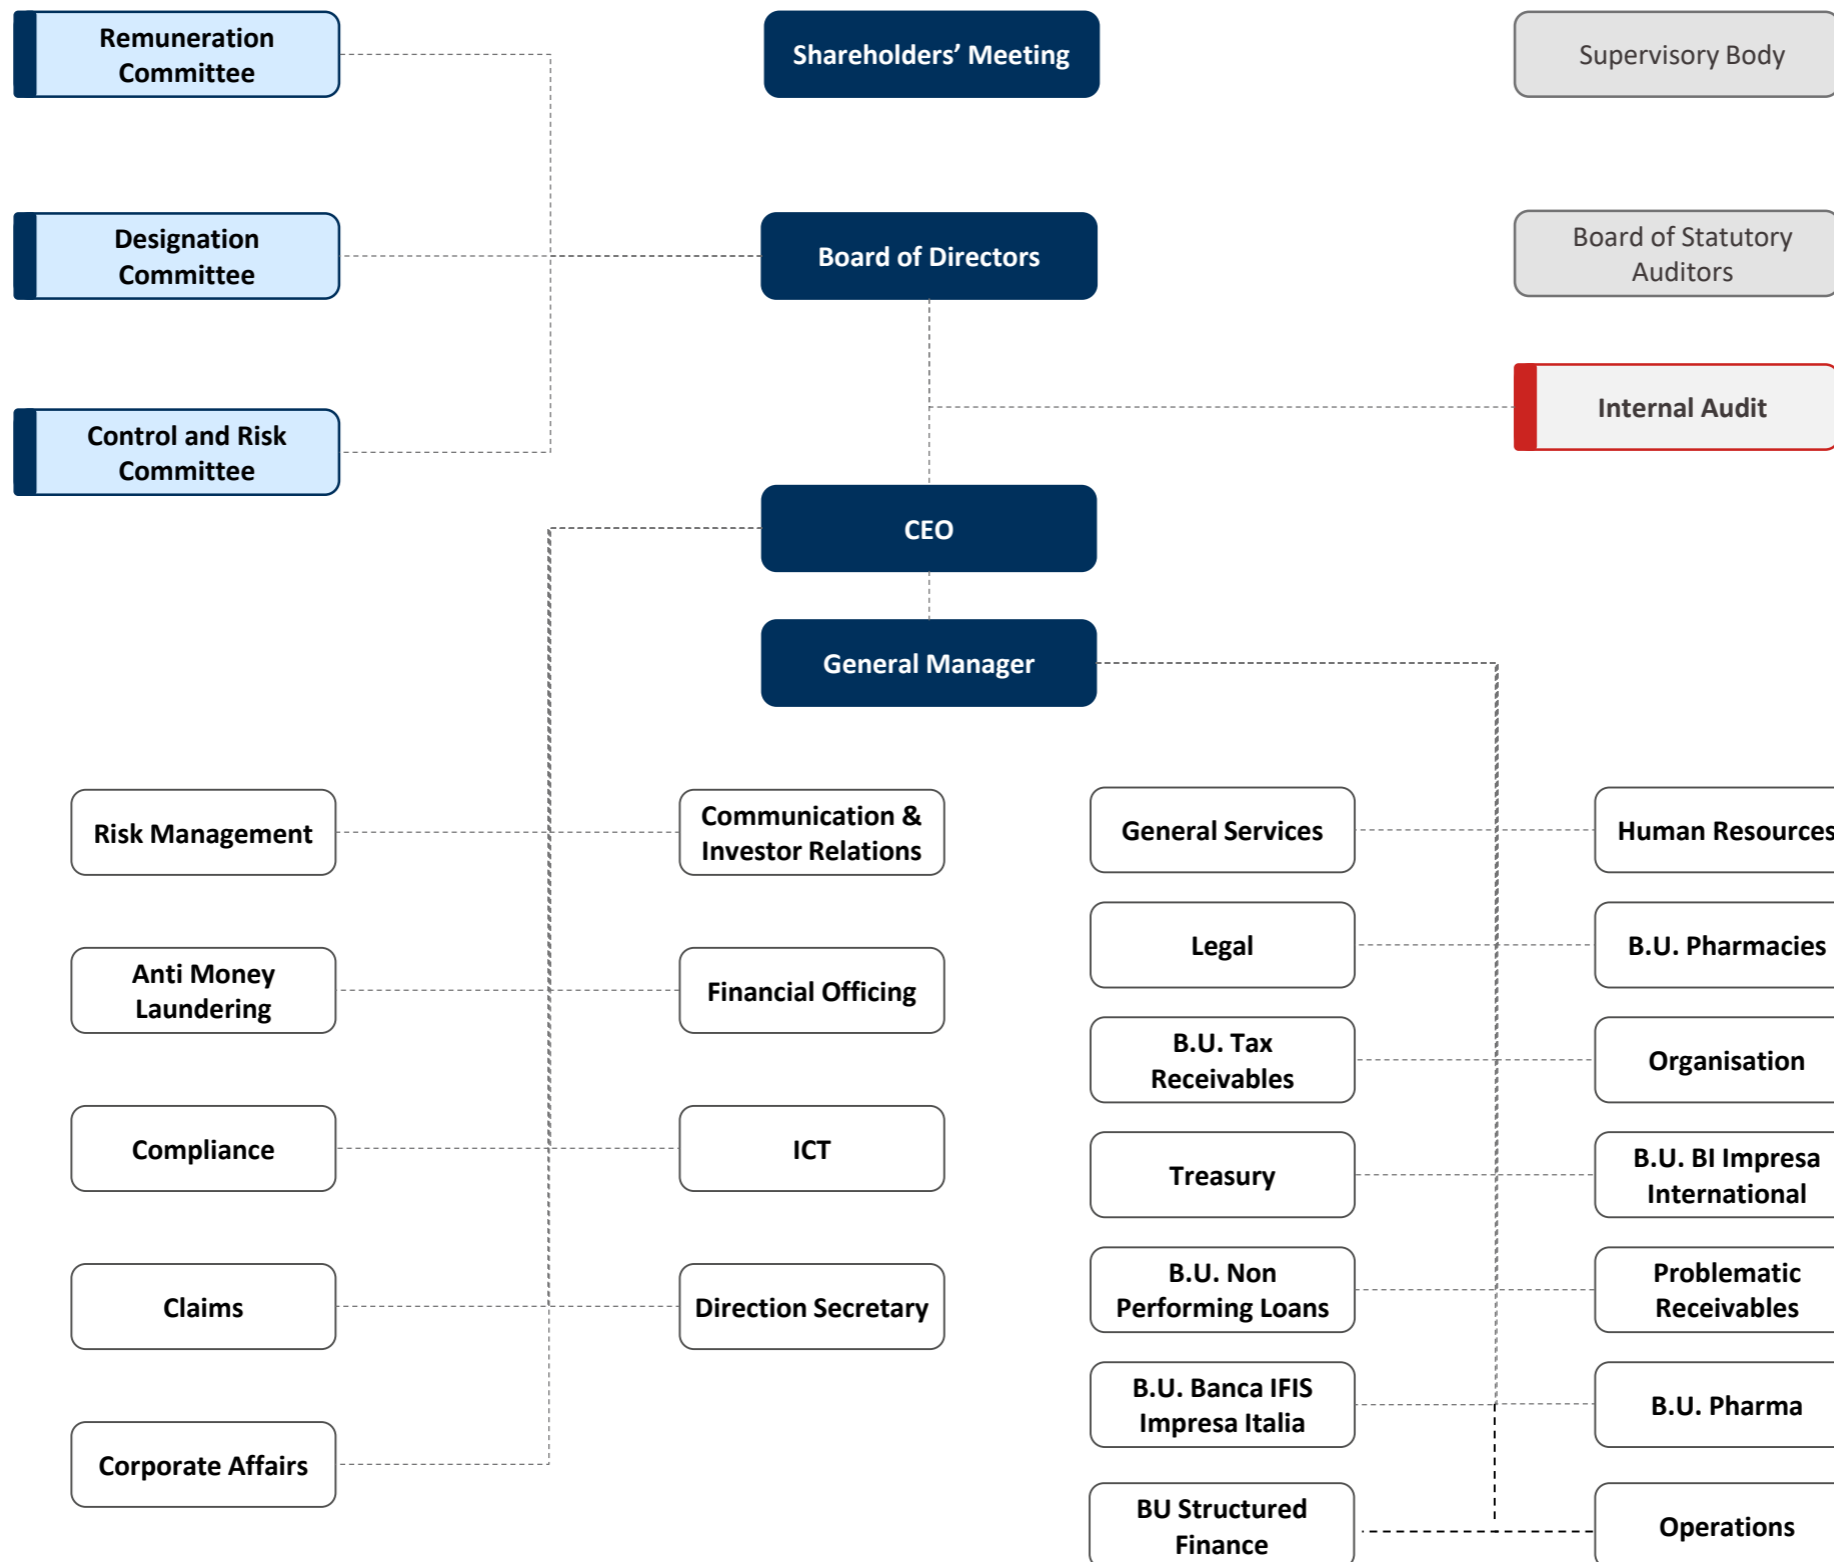 Remuneration
Committee
Shareholders’ Meeting
Supervisory Body
Designation
Committee
Board of Directors
Board of Statutory
Auditors
Internal Audit
Control and Risk
Committee
CEO
General Manager
Risk Management
Communication &
Investor Relations
General Services
Human Resources
Legal
B.U. Pharmacies
Anti Money
Laundering
Financial Officing
B.U. Tax
Receivables
Organisation
Compliance
ICT
Treasury
B.U. BI Impresa
International
B.U. Non
Performing Loans
Problematic
Receivables
Claims
Direction Secretary
B.U. Banca IFIS
Impresa Italia
B.U. Pharma
Corporate Affairs
BU Structured
Finance
Operations